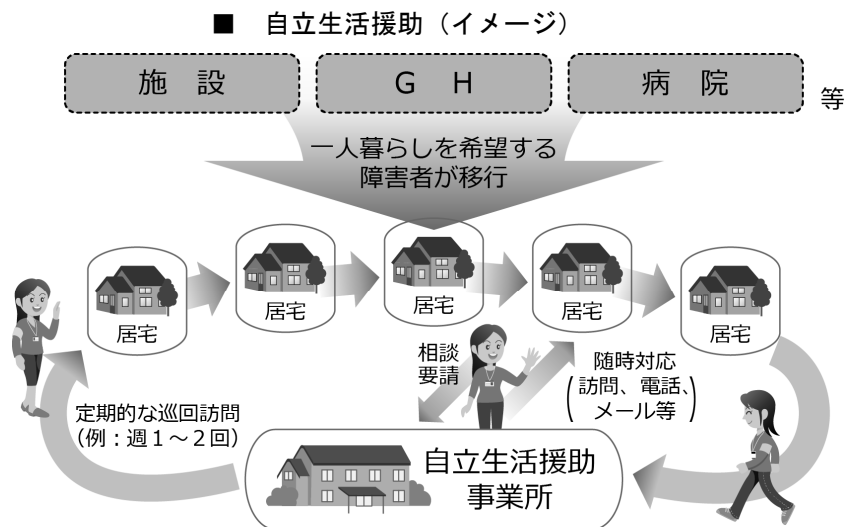 ■ 自立生活援助（イメージ）
施 設
Ｇ Ｈ
病 院
等
一人暮らしを希望する
障害者が移行
居宅
居宅
居宅
居宅
居宅
相談
要請
随時対応
（訪問、電話、
メール等）
定期的な巡回訪問
（例：週１～２回）
自立生活援助
事業所